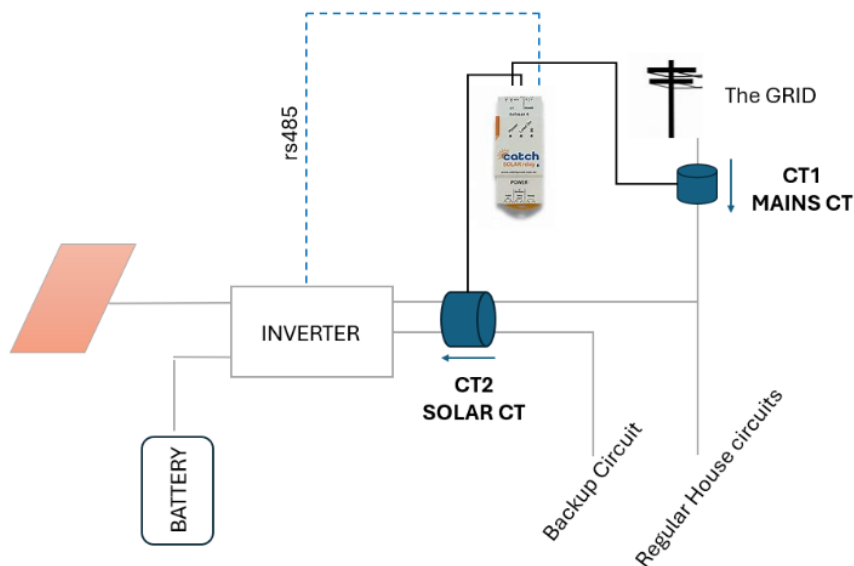 rs485
catch
SOLAR relay
POWER
The GRID
CT1
MAINS CT
INVERTER
CT2
SOLAR CT
BATTERY
Backup Circuit
Regular House circuits